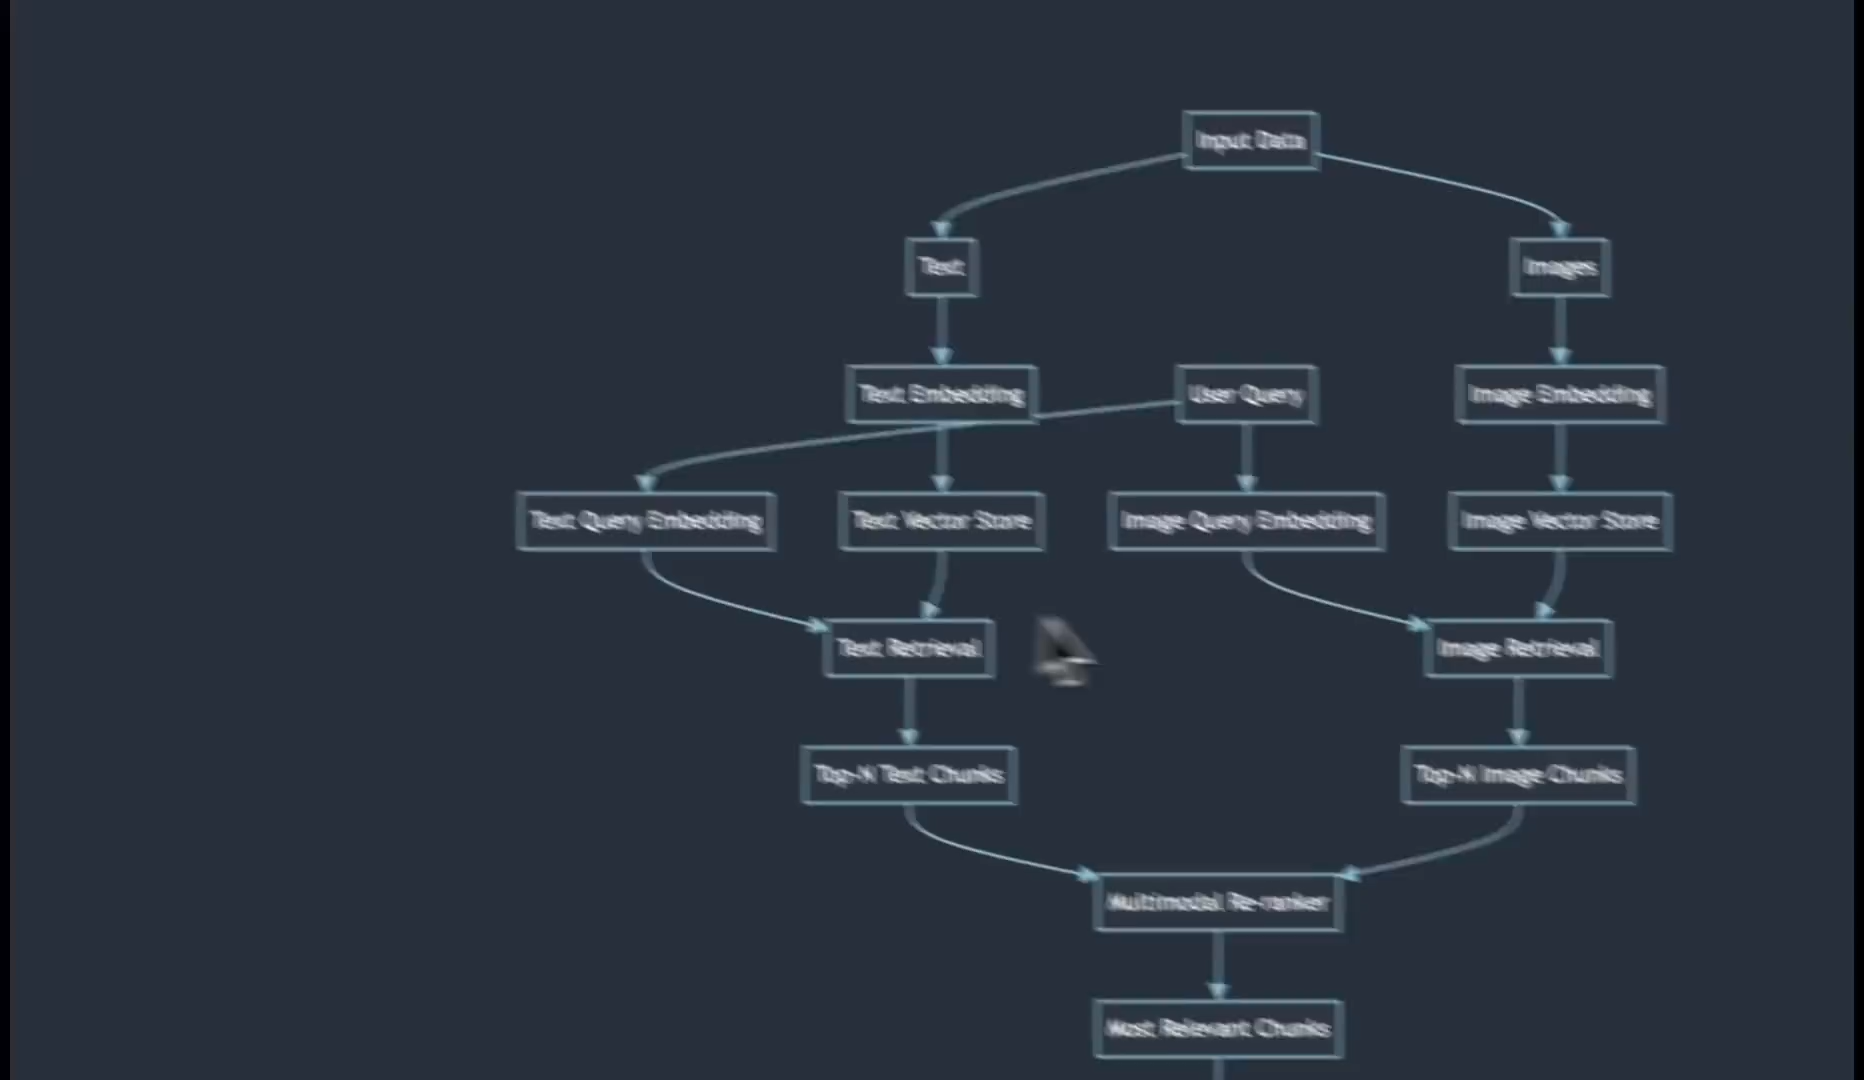 Input Data
Text
Images
Text Embedding
User Query
Image Embedding
Text Query Embedding
Text Vector Store
Image Query Embedding
Image Vector Store
Text Retrieval
Image Retrieval
Top-N Text Chunks
Top-N Image Chunks
Multimodal Re-ranker
Most Relevant Chunks